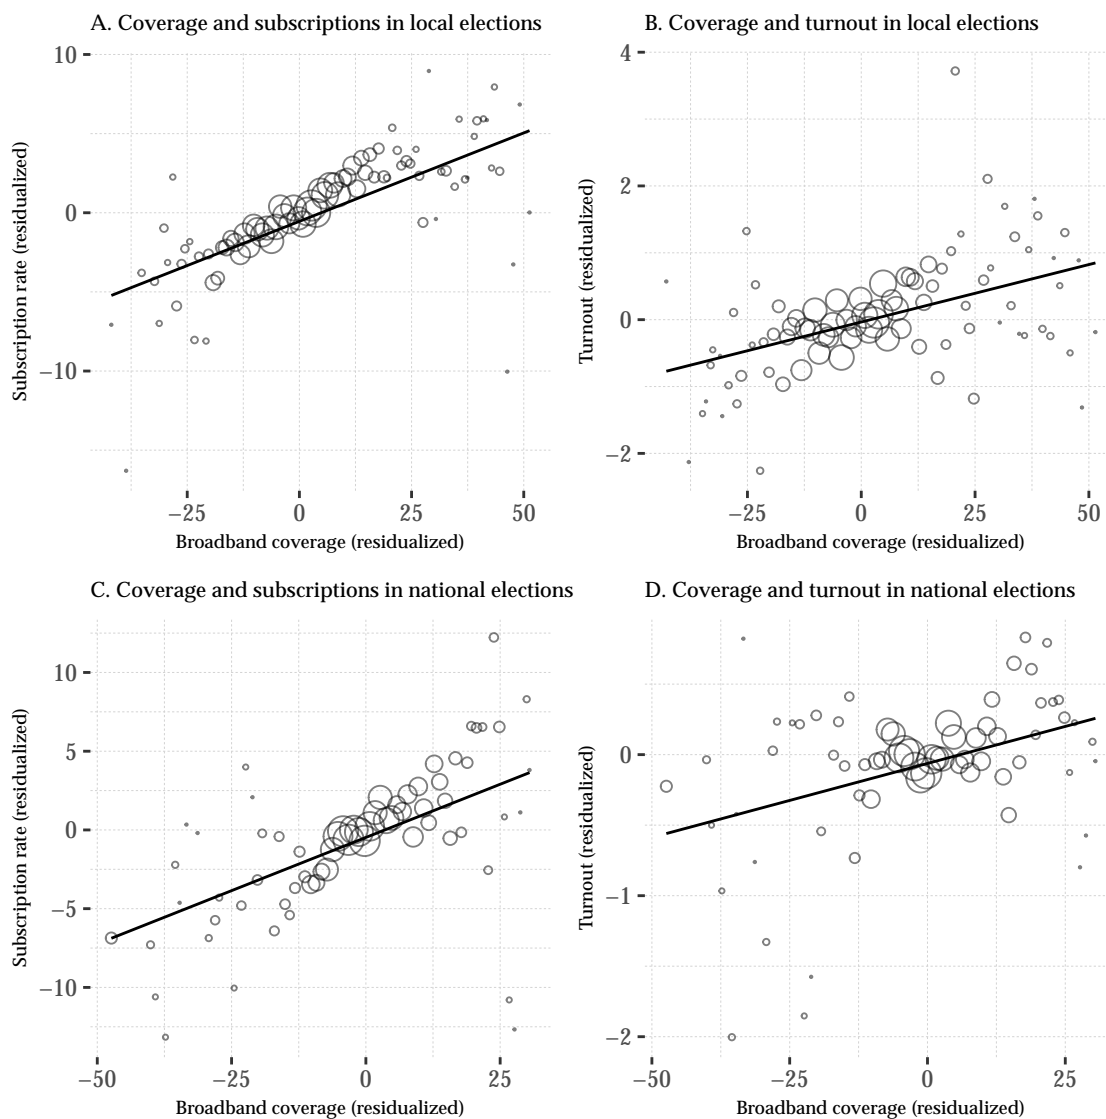 A. Coverage and subscriptions in local elections
B. Coverage and turnout in local elections
10
0
−10
Subscription rate (residualized)
−25
0
25
50
Broadband coverage (residualized)
4
2
0
−2
Turnout (residualized)
−25
0
25
50
Broadband coverage (residualized)
C. Coverage and subscriptions in national elections
D. Coverage and turnout in national elections
10
5
0
−5
−10
Subscription rate (residualized)
−50
−25
0
25
Broadband coverage (residualized)
0
−1
−2
Turnout (residualized)
−50
−25
0
25
Broadband coverage (residualized)